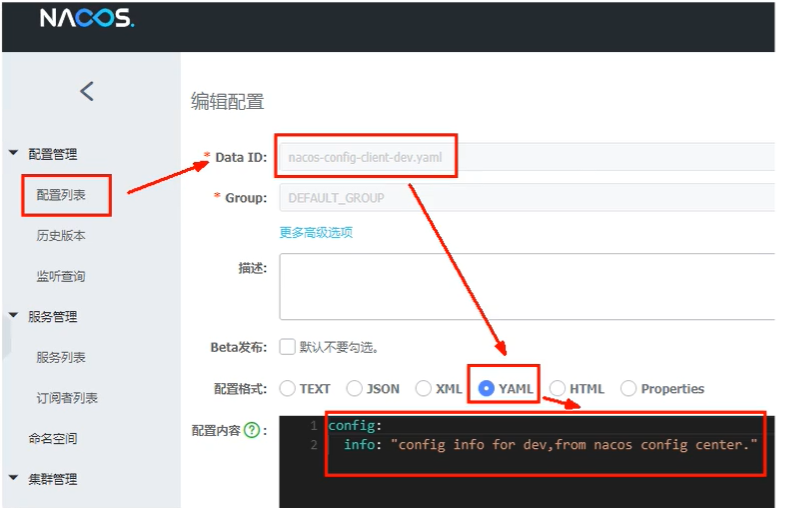 NACOS.
编辑配置
配置管理
* Data ID: nacos-config-client-dev.yaml
配置列表
* Group: DEFAULT_GROUP
历史版本
更多高级选项
监听查询
描述:
服务管理
Beta发布: 默认不要勾选。
服务列表
配置格式: TEXT JSON XML YAML HTML Properties
订阅者列表
配置内容 ? :
1 config:
2 info: "config info for dev,from nacos config center."
命名空间
集群管理